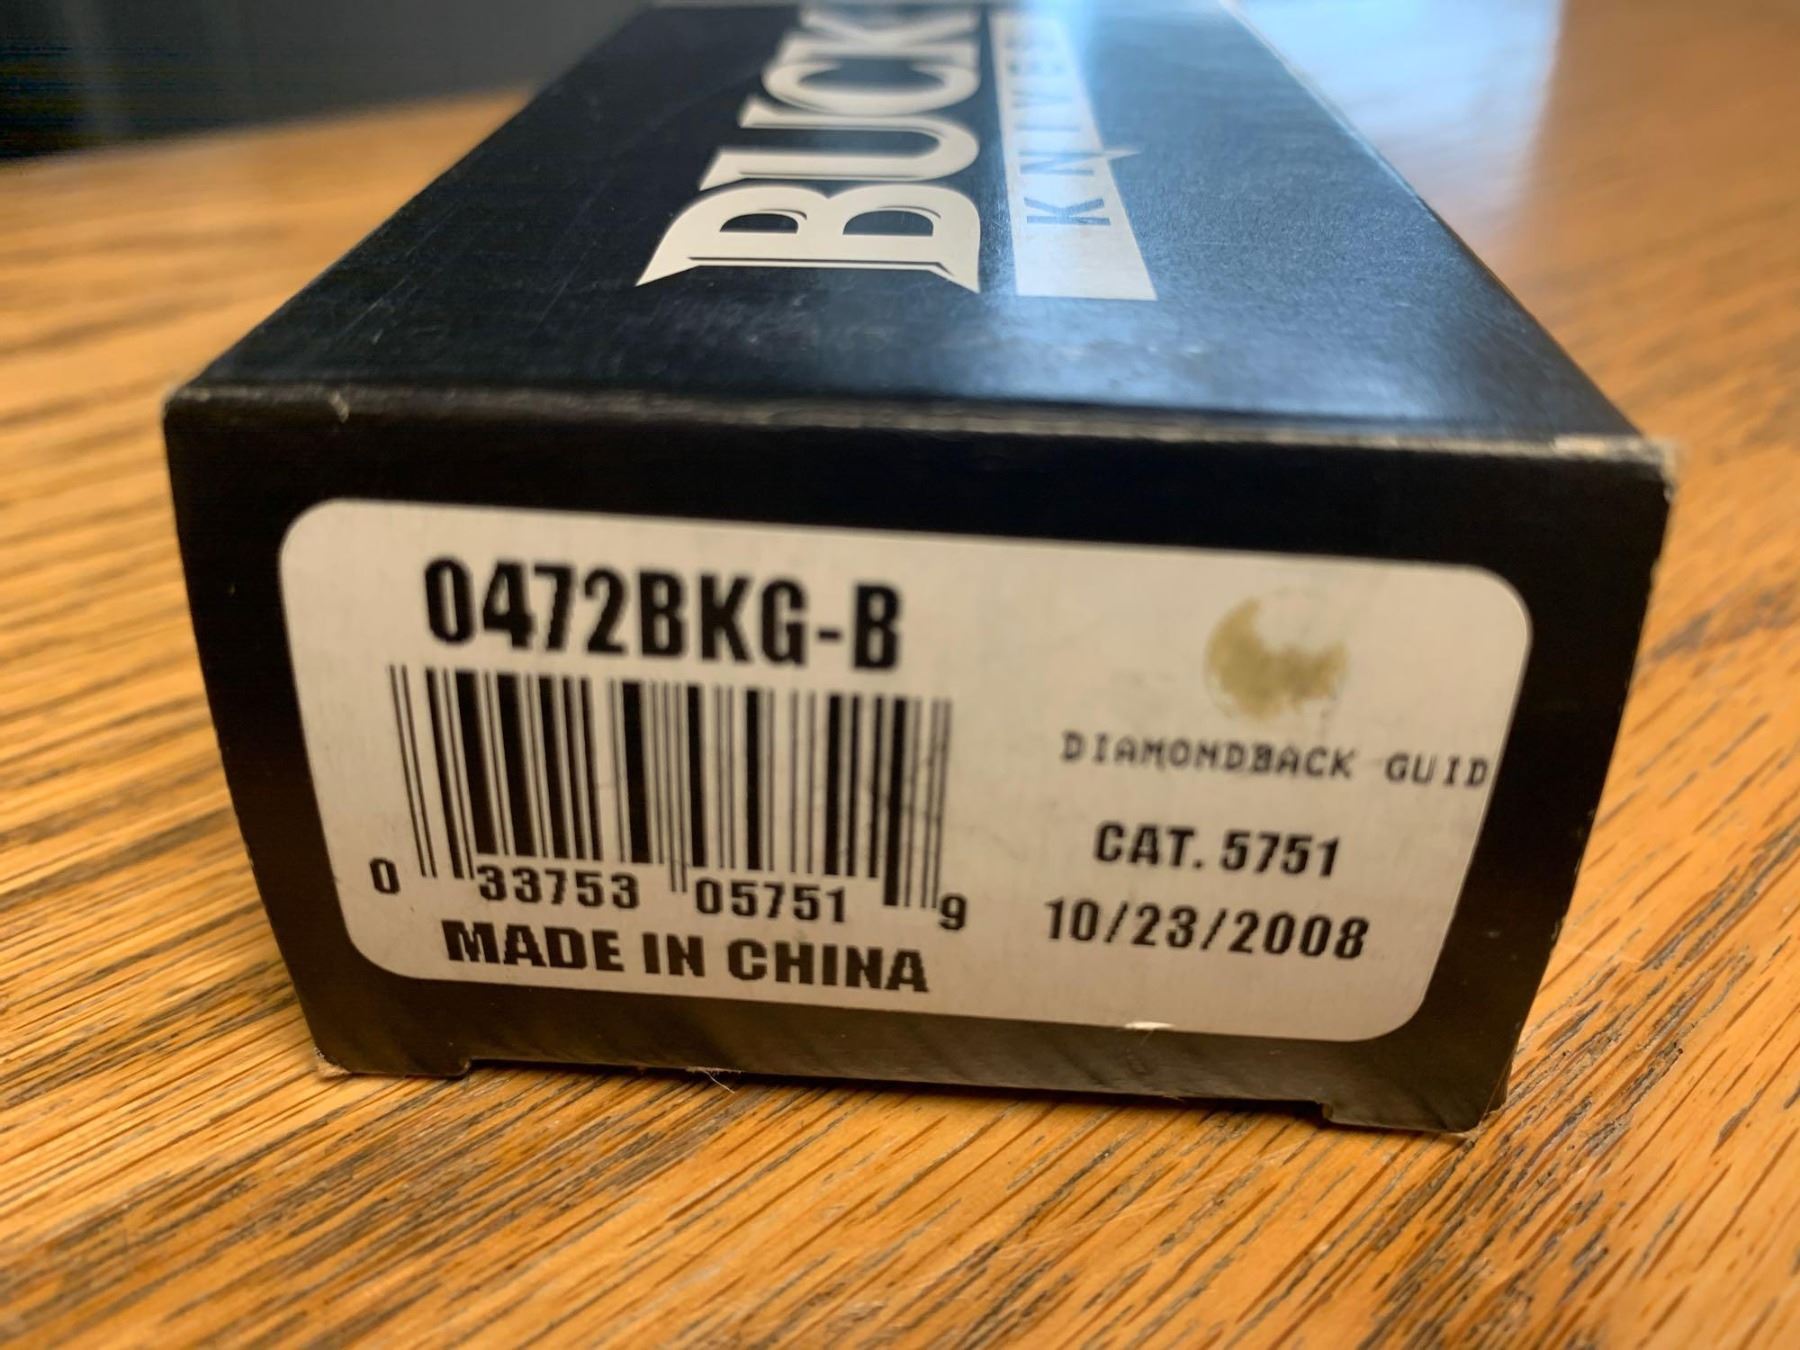 BUCK
KNIVES
0472BKG-B
0 33753 05751 9
MADE IN CHINA
DIAMONDBACK GUID
CAT. 5751
10/23/2008